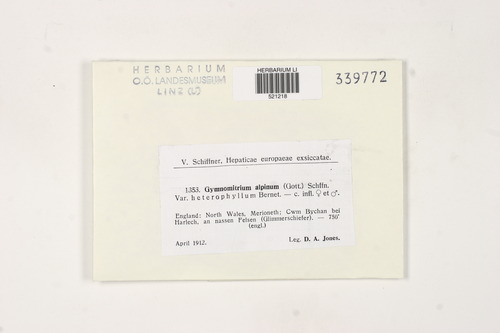 HERBARIUM
O.Ö. LANDESMUSEUM
LINZ
HERBARIUM LI
521218
339772
V. Schiffner, Hepaticae europaeae exsiccatae.
1353. Gymnomitrium alpinum (Gott.) Schffn.
Var. heterophyllum Bernet. — c. infl. ♀ et ♂.
England: North Wales, Merioneth; Cwm Bychan bei
Harlech, an nassen Felsen (Glimmerschiefer). — 750'
(engl.)
April 1912.
Leg. D. A. Jones.